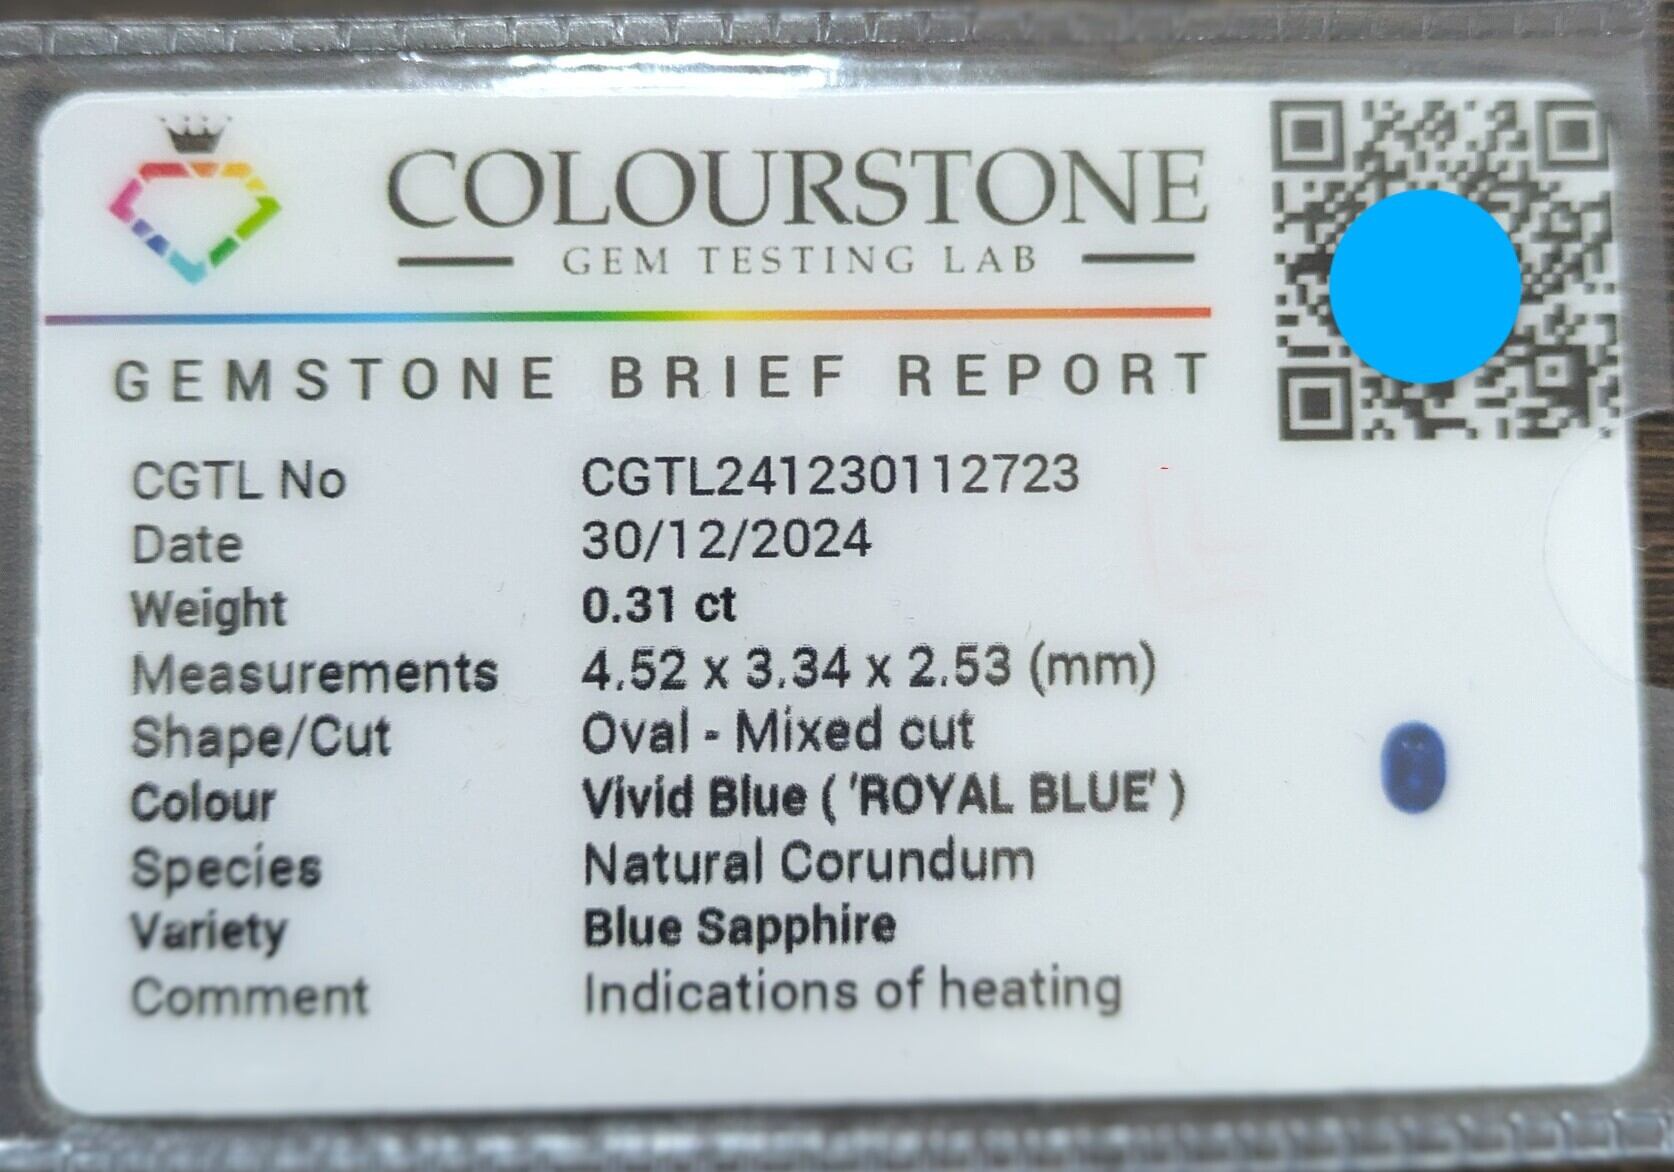 COLOURSTONE
GEM TESTING LAB
GEMSTONE BRIEF REPORT
CGTL No CGTL241230112723
Date 30/12/2024
Weight 0.31 ct
Measurements 4.52 x 3.34 x 2.53 (mm)
Shape/Cut Oval - Mixed cut
Colour Vivid Blue ( 'ROYAL BLUE' )
Species Natural Corundum
Variety Blue Sapphire
Comment Indications of heating